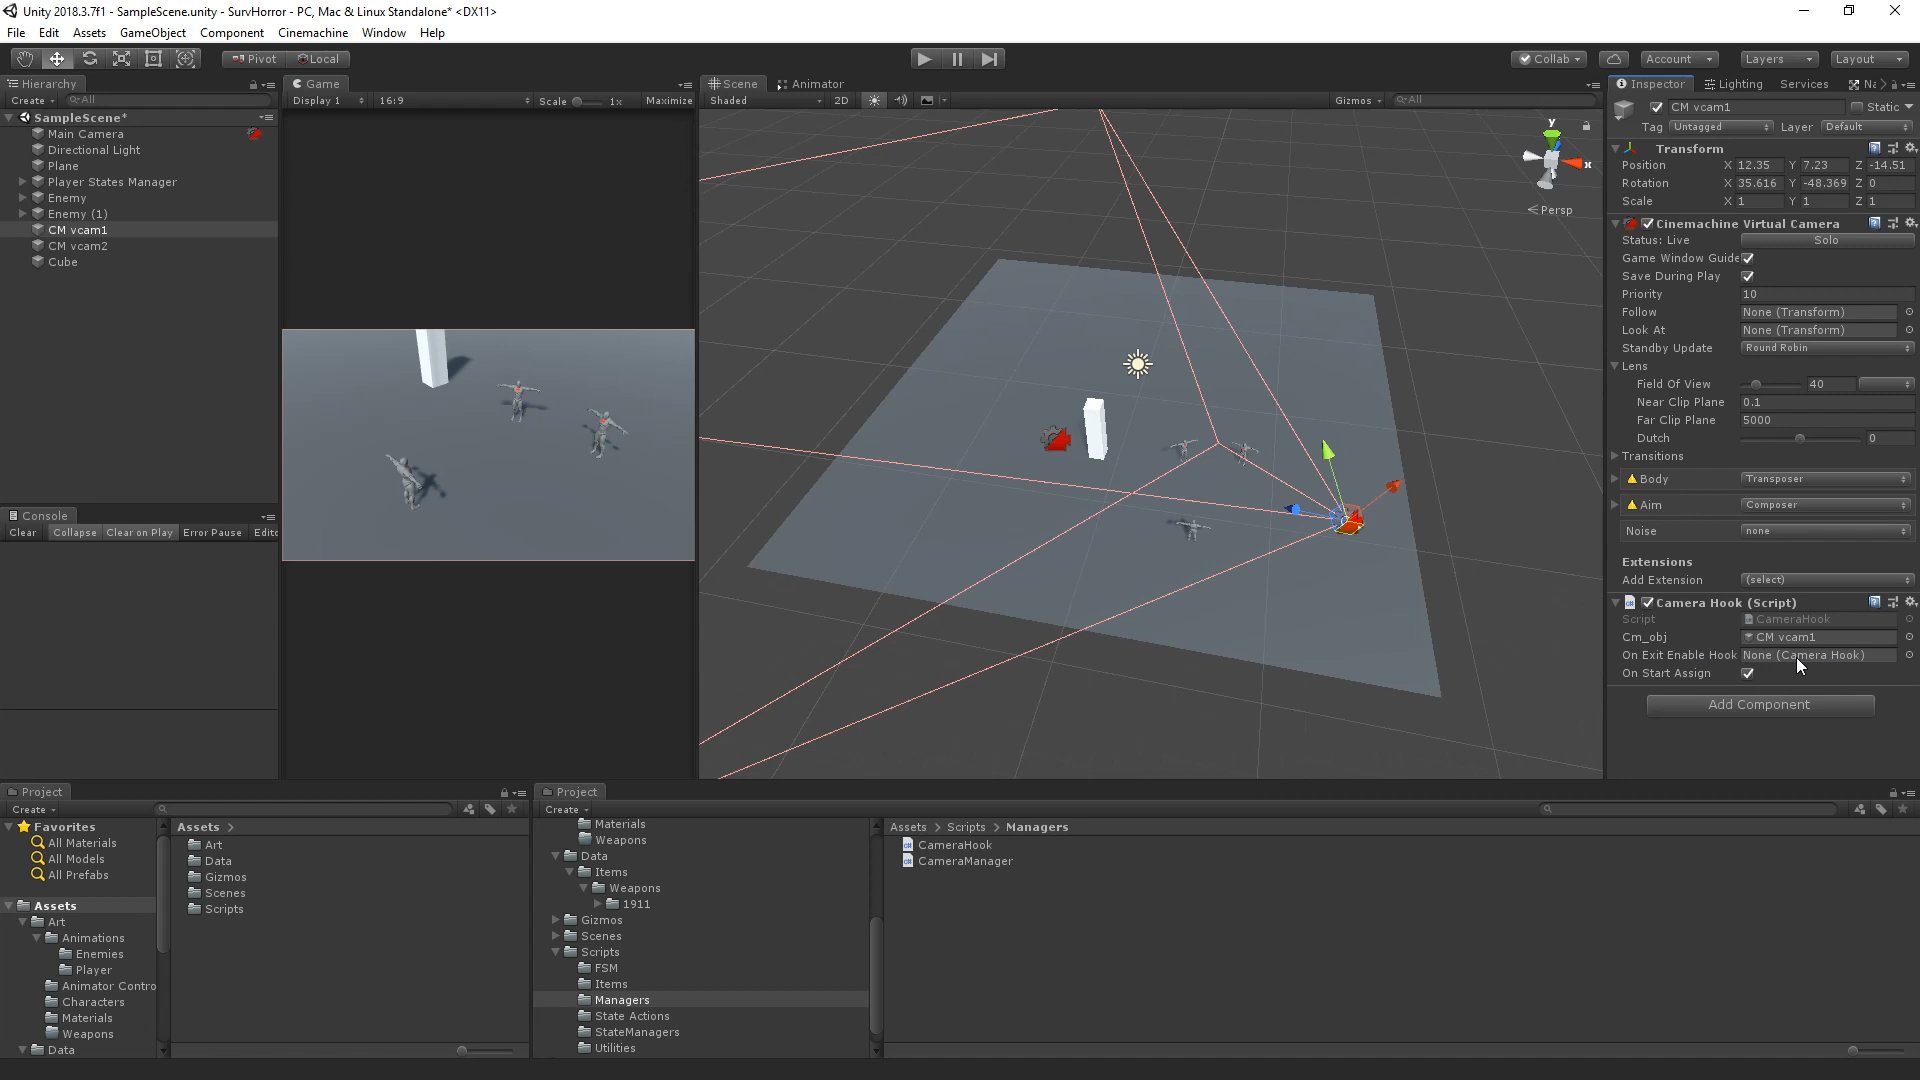 Unity 2018.3.7f1 - SampleScene.unity - SurvHorror - PC, Mac & Linux Standalone* <DX11>
File Edit Assets GameObject Component Cinemachine Window Help
Pivot Local
Collab Account Layers Layout
Hierarchy
Create All
SampleScene*
Main Camera
Directional Light
Plane
Player States Manager
Enemy
Enemy (1)
CM vcam1
CM vcam2
Cube
Console
Clear Collapse Clear on Play Error Pause Edito
Game
Display 1 16:9 Scale 1x Maximize
Scene Animator
Shaded 2D Gizmos All
y
x
Persp
Inspector Lighting Services Na
CM vcam1 Static
Tag Untagged Layer Default
Transform
Position X 12.35 Y 7.23 Z -14.51
Rotation X 35.616 Y -48.369 Z 0
Scale X 1 Y 1 Z 1
Cinemachine Virtual Camera
Status: Live Solo
Game Window Guide
Save During Play
Priority 10
Follow None (Transform)
Look At None (Transform)
Standby Update Round Robin
Lens
Field Of View 40
Near Clip Plane 0.1
Far Clip Plane 5000
Dutch 0
Transitions
Body Transposer
Aim Composer
Noise none
Extensions
Add Extension (select)
Camera Hook (Script)
Script CameraHook
Cm_obj CM vcam1
On Exit Enable Hook None (Camera Hook)
On Start Assign
Add Component
Project
Create
Favorites
All Materials
All Models
All Prefabs
Assets
Art
Animations
Enemies
Player
Animator Contro
Characters
Materials
Weapons
Data
Assets
Art
Data
Gizmos
Scenes
Scripts
Project
Create
Materials
Weapons
Data
Items
Weapons
1911
Gizmos
Scenes
Scripts
FSM
Items
Managers
State Actions
StateManagers
Utilities
Assets Scripts Managers
CameraHook
CameraManager